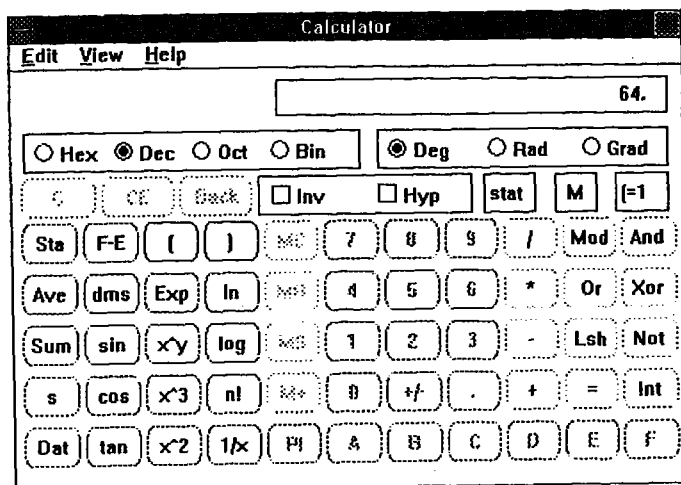 Calculator
Edit View Help
64.
Hex Dec Oct Bin Deg Rad Grad
C CE Back Inv Hyp stat M (=1
Sta F-E ( ) MC 7 8 9 / Mod And
Ave dms Exp ln MR 4 5 6 * Or Xor
Sum sin x^y log MS 1 2 3 - Lsh Not
s cos x^3 n! M+ 0 +/- . + = Int
Dat tan x^2 1/x PI A B C D E F